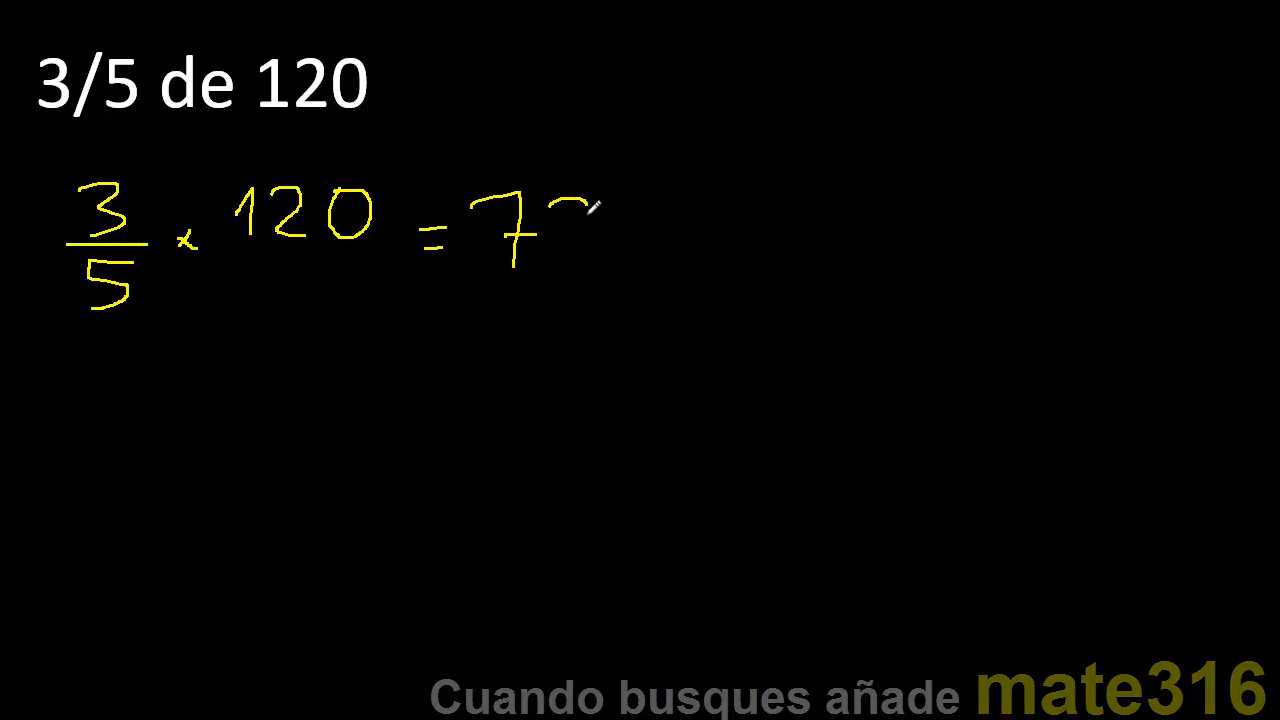 3/5 de 120
3/5 × 120 = 7
Cuando busques añade mate316